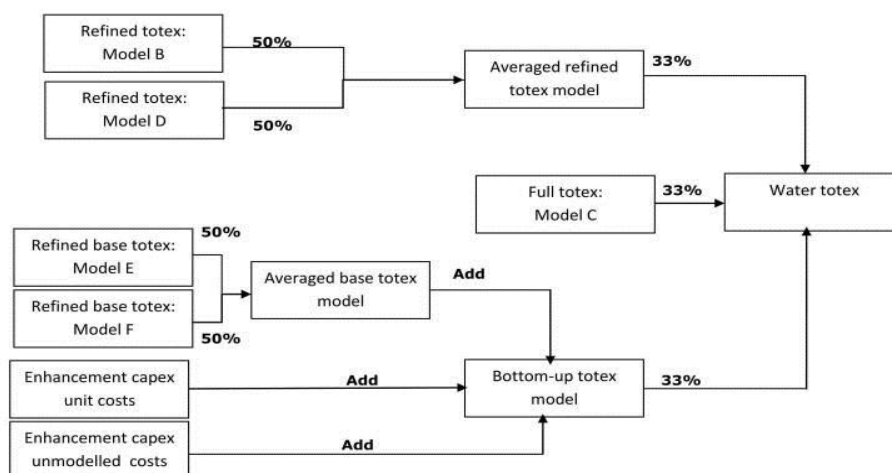 Refined totex:
Model B
50%
Refined totex:
Model D
50%
Averaged refined
totex model
33%
Full totex:
Model C
33%
Water totex
Refined base totex:
Model E
50%
Refined base totex:
Model F
50%
Averaged base totex
model
Add
Enhancement capex
unit costs
Add
Enhancement capex
unmodelled costs
Add
Bottom-up totex
model
33%